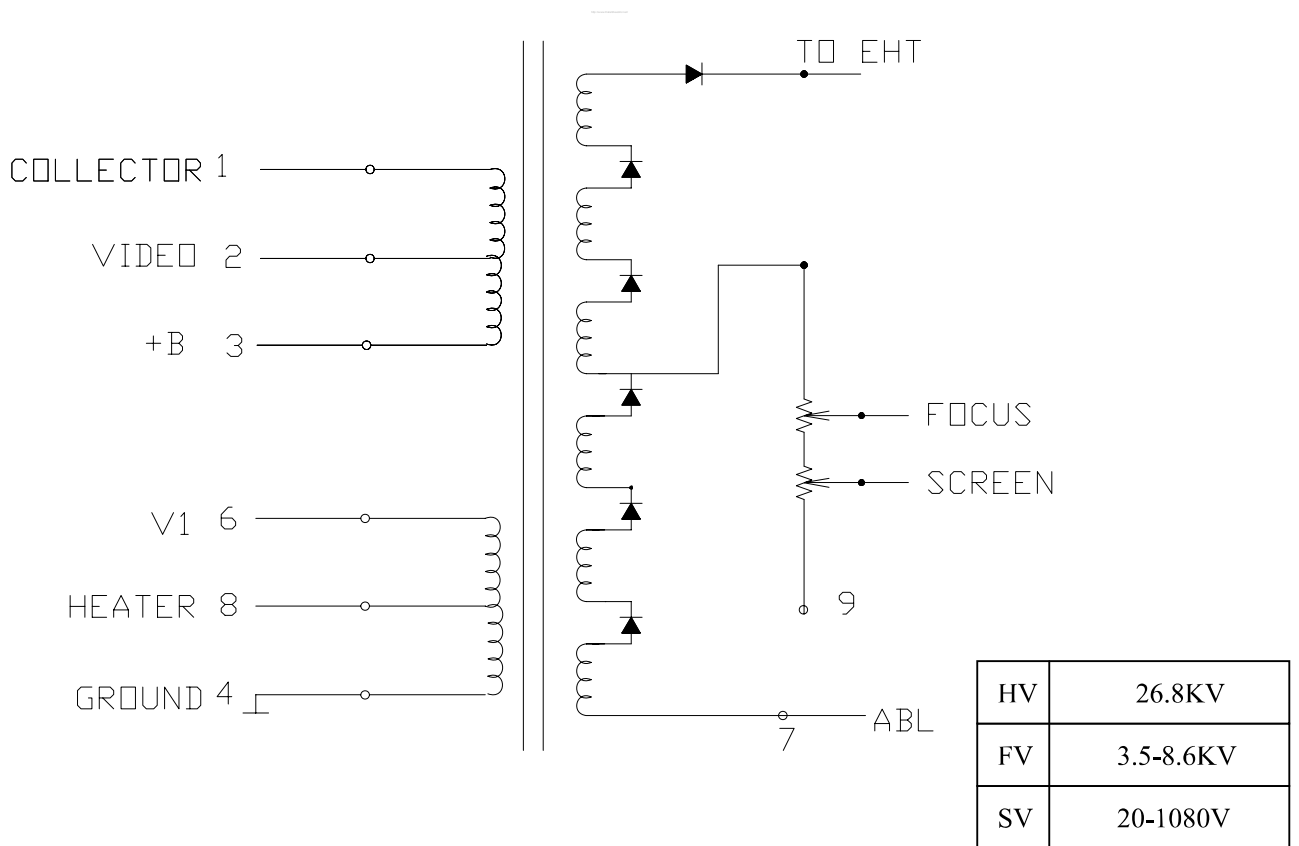 TO EHT
COLLECTOR 1
VIDEO 2
+B 3
FOCUS
SCREEN
V1 6
HEATER 8
9
GROUND 4
ABL
7
HV 26.8KV
FV 3.5-8.6KV
SV 20-1080V